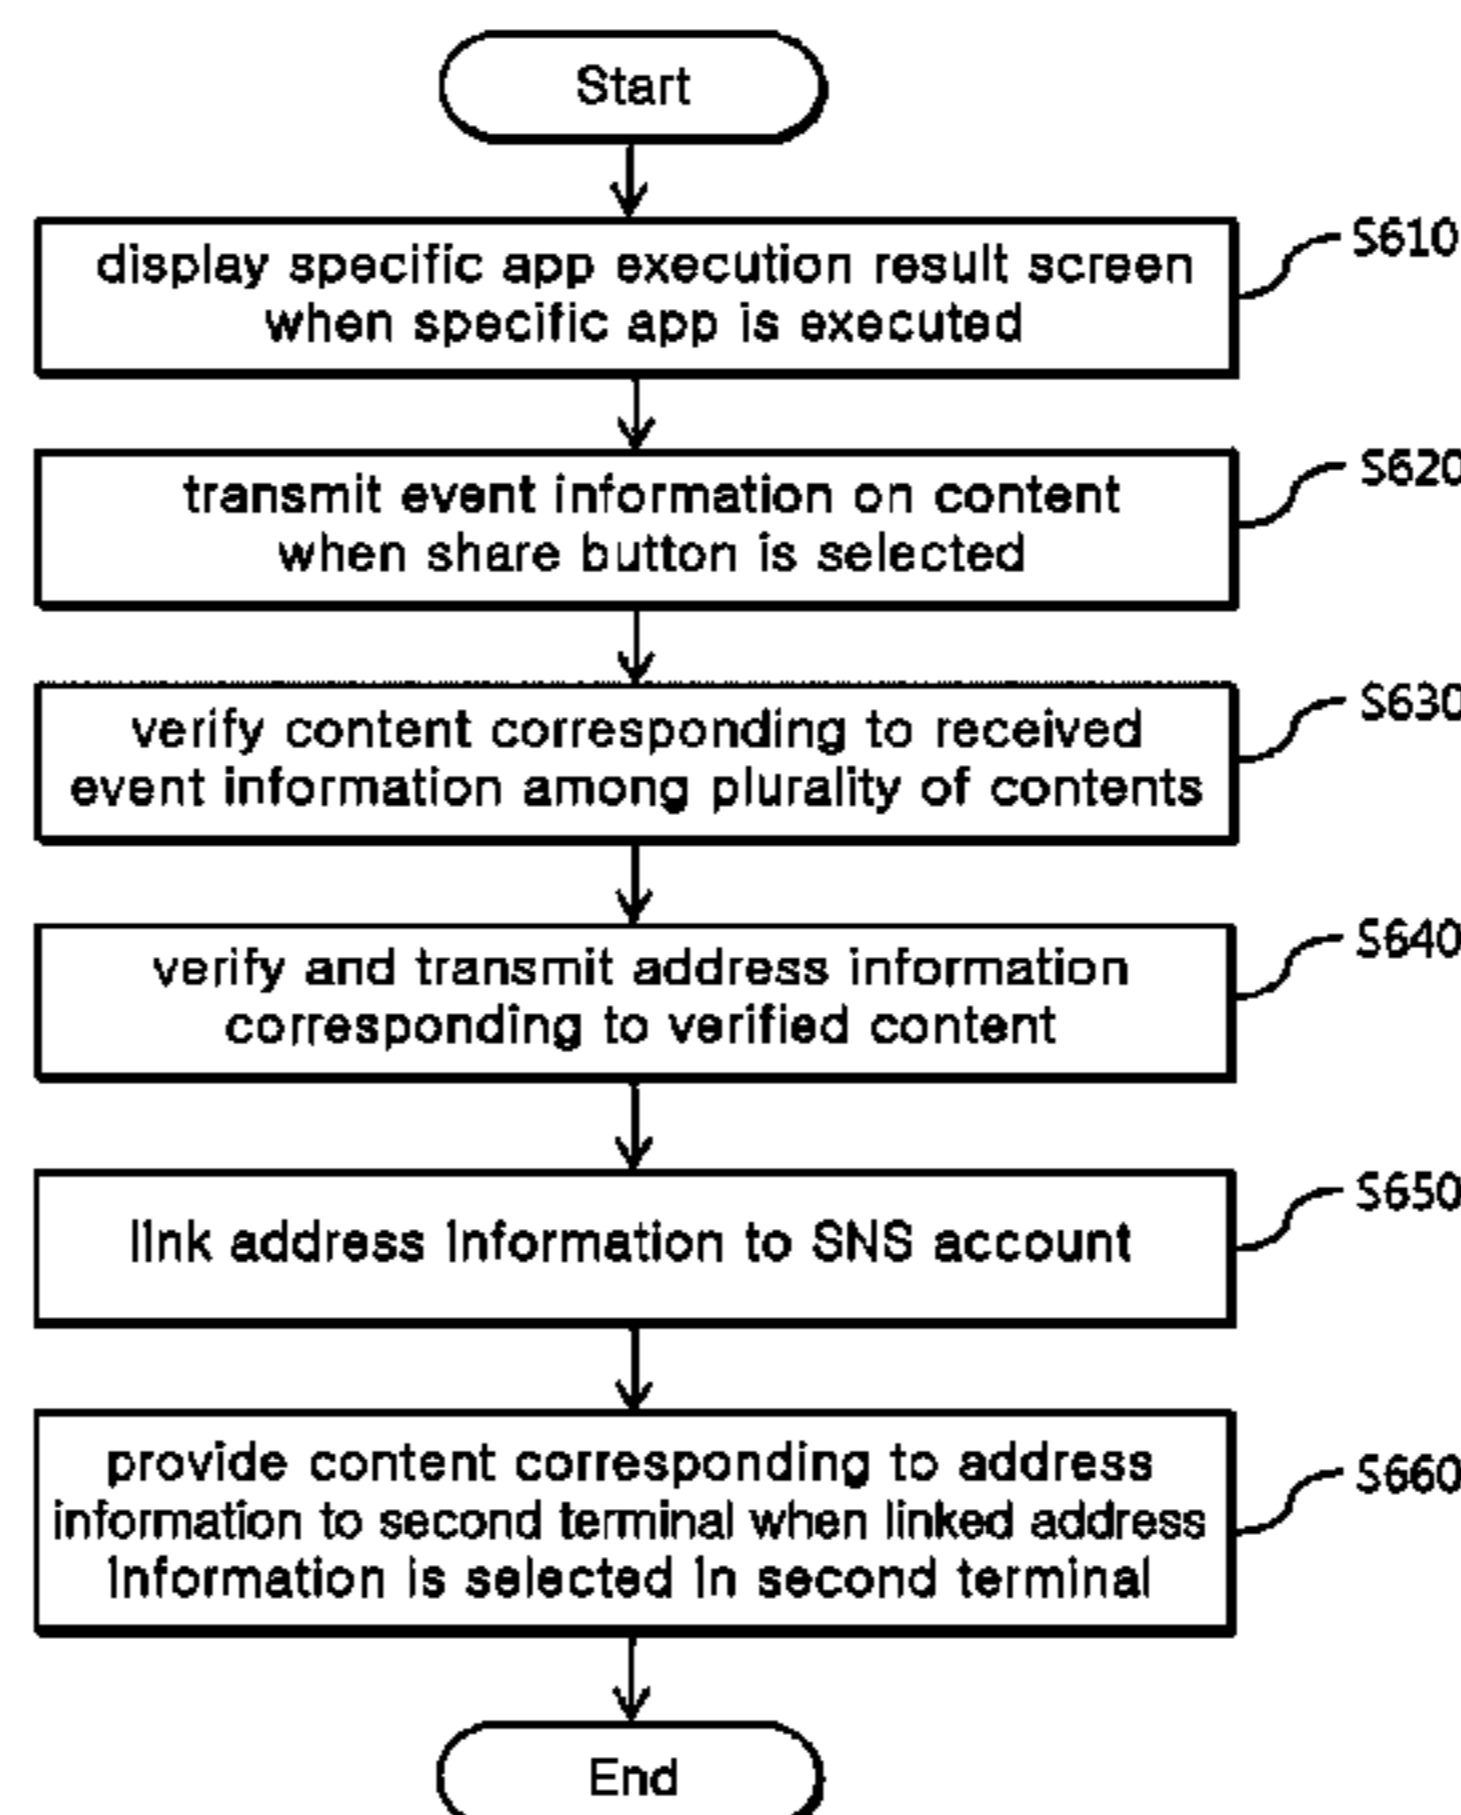 Start
display specific app execution result screen
when specific app is executed
S610
transmit event information on content
when share button is selected
S620
verify content corresponding to received
event information among plurality of contents
S630
verify and transmit address information
corresponding to verified content
S640
link address information to SNS account
S650
provide content corresponding to address
information to second terminal when linked address
information is selected in second terminal
S660
End